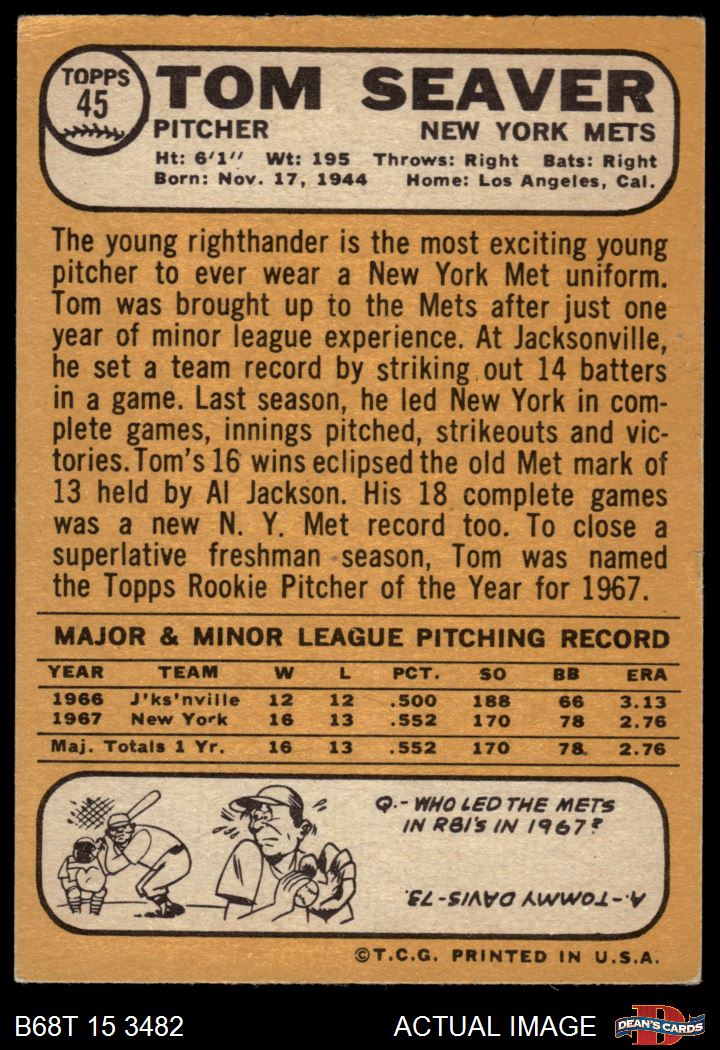 TOPPS
45
TOM SEAVER
PITCHER NEW YORK METS
Ht: 6'1" Wt: 195 Throws: Right Bats: Right
Born: Nov. 17, 1944 Home: Los Angeles, Cal.
The young righthander is the most exciting young
pitcher to ever wear a New York Met uniform.
Tom was brought up to the Mets after just one
year of minor league experience. At Jacksonville,
he set a team record by striking out 14 batters
in a game. Last season, he led New York in com-
plete games, innings pitched, strikeouts and vic-
tories. Tom's 16 wins eclipsed the old Met mark of
13 held by Al Jackson. His 18 complete games
was a new N. Y. Met record too. To close a
superlative freshman season, Tom was named
the Topps Rookie Pitcher of the Year for 1967.
MAJOR & MINOR LEAGUE PITCHING RECORD
YEAR TEAM W L PCT. SO BB ERA
1966 J'ks'nville 12 12 .500 188 66 3.13
1967 New York 16 13 .552 170 78 2.76
Maj. Totals 1 Yr. 16 13 .552 170 78 2.76
Q.-WHO LED THE METS
IN RBI'S IN 1967?
A.-TOMMY DAVIS-73.
©T.C.G. PRINTED IN U.S.A.
B68T 15 3482 ACTUAL IMAGE
D
DEAN'S CARDS